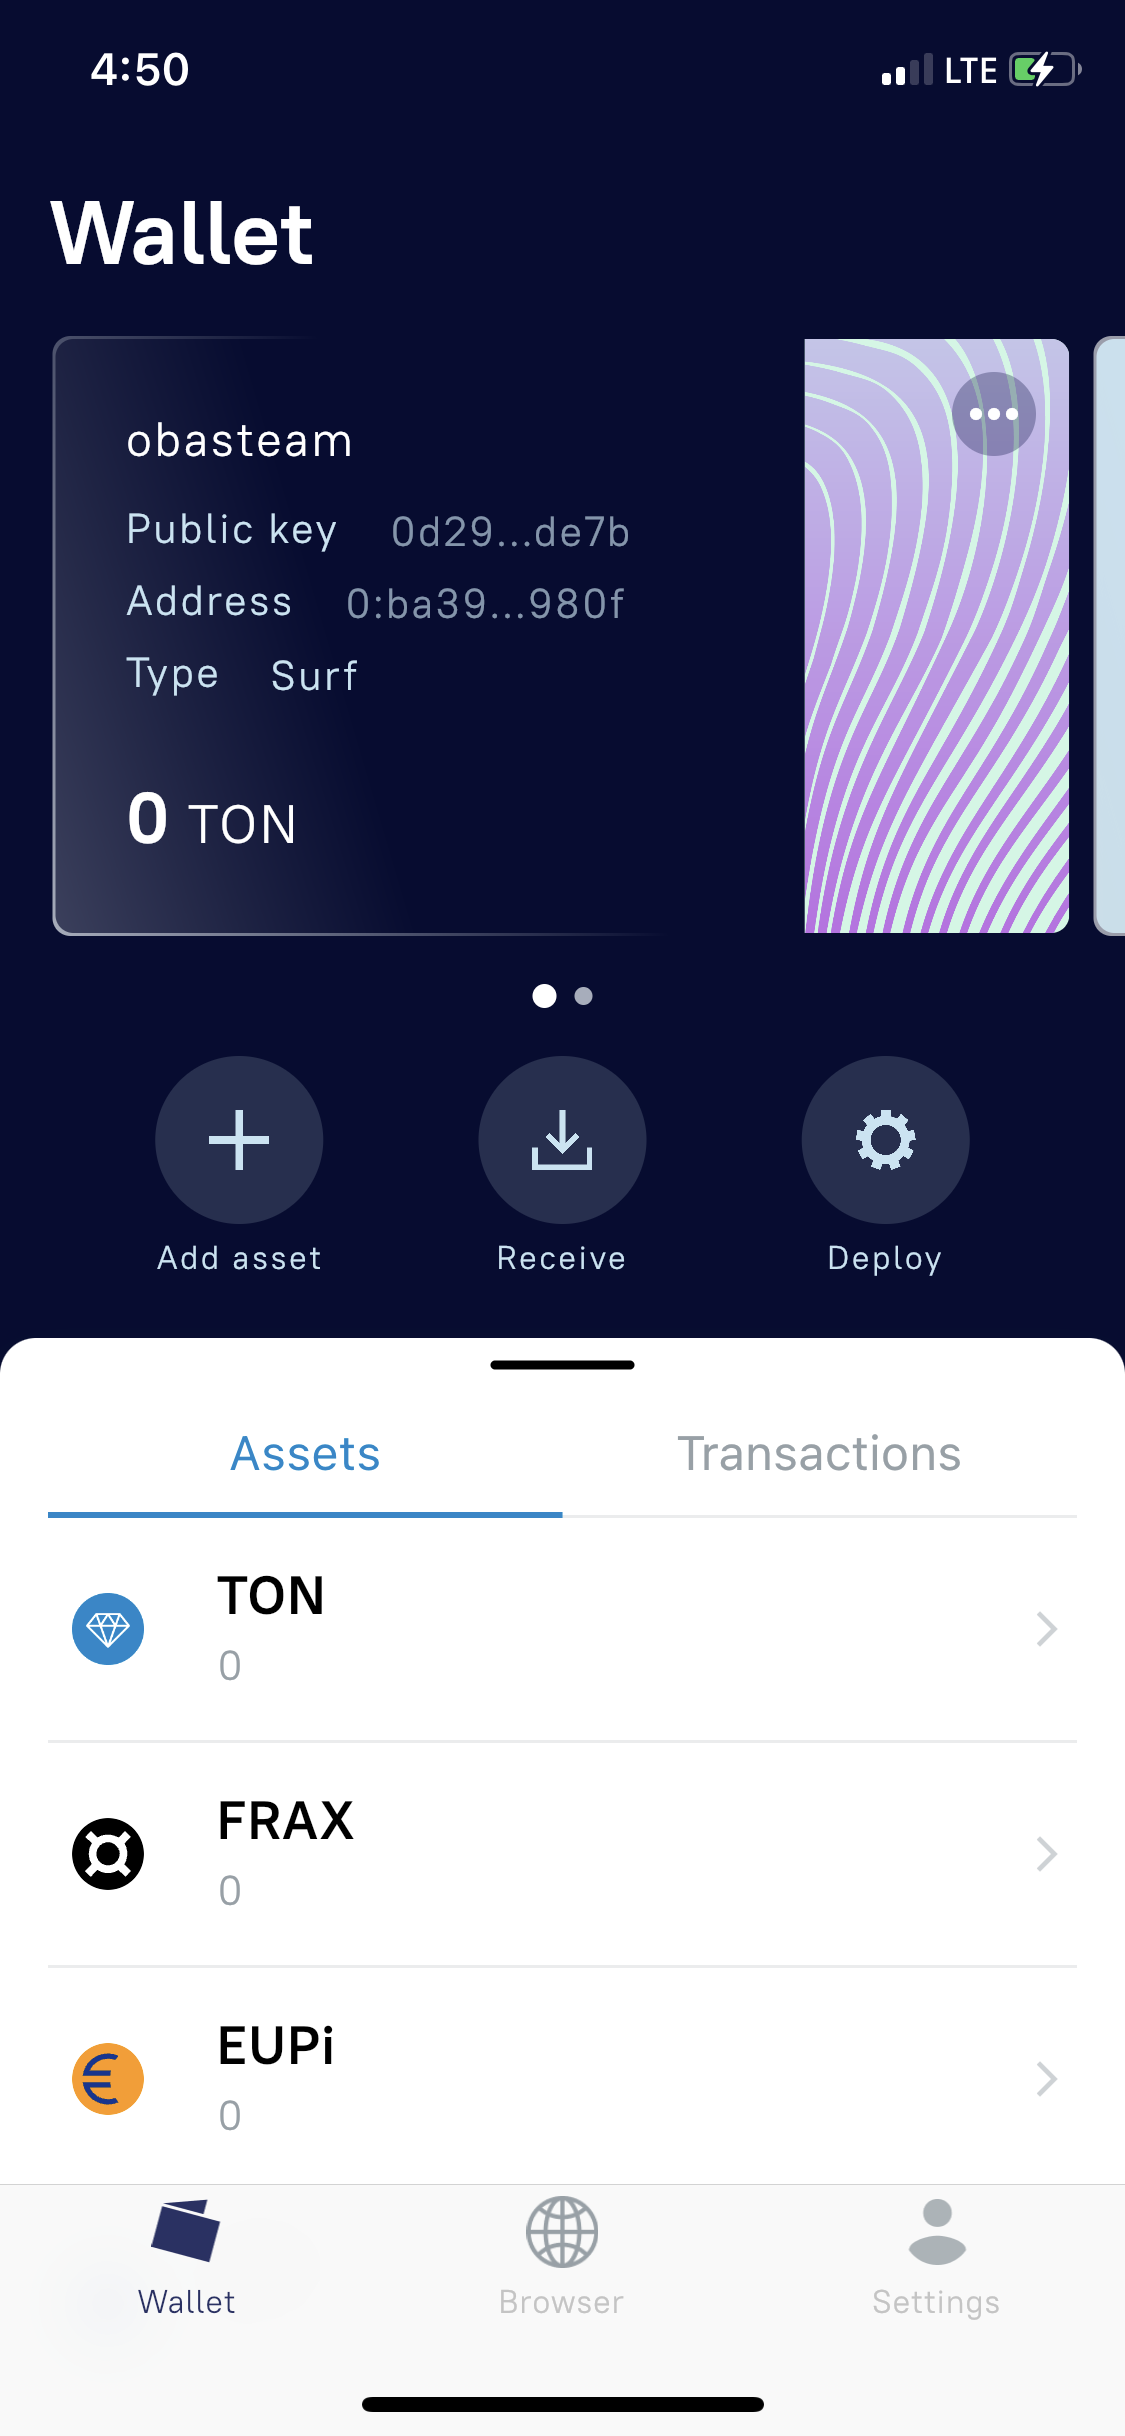 4:50 LTE
Wallet
obasteam
Public key 0d29...de7b
Address 0:ba39...980f
Type Surf
0 TON
Add asset Receive Deploy
Assets Transactions
TON
0
FRAX
0
EUPi
0
Wallet Browser Settings